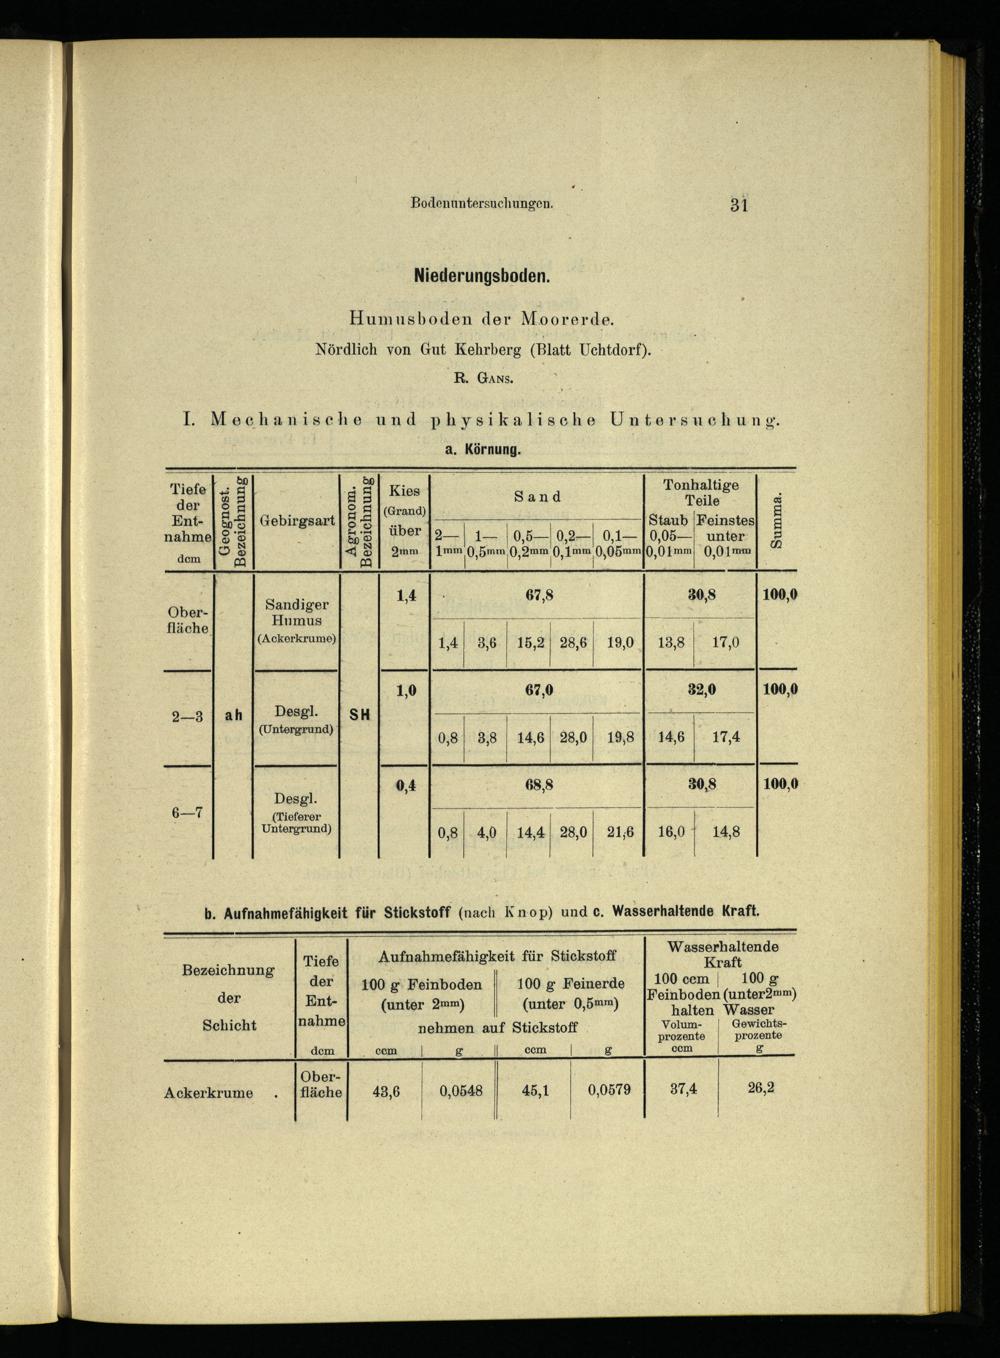 Bodenuntersuchungen. 31
Niederungsboden.
Humusboden der Moorerde.
Nördlich von Gut Kehrberg (Blatt Uchtdorf).
R. Gans.
I. Mechanische und physikalische Untersuchung.
a. Körnung.
Tiefe der Entnahme dcm | Geognost. Bezeichnung | Gebirgsart | Agronom. Bezeichnung | Kies (Grand) über 2mm | Sand | Tonhaltige Teile | Summa.
2—1mm | 1—0,5mm | 0,5—0,2mm | 0,2—0,1mm | 0,1—0,05mm | Staub 0,05—0,01mm | Feinstes unter 0,01mm
Ober-
fläche
Sandiger
Humus
(Ackerkrume)
1,4 67,8 30,8 100,0
1,4 3,6 15,2 28,6 19,0 13,8 17,0
2—3 ah Desgl.
(Untergrund)
SH 1,0 67,0 32,0 100,0
0,8 3,8 14,6 28,0 19,8 14,6 17,4
6—7 Desgl.
(Tieferer
Untergrund)
0,4 68,8 30,8 100,0
0,8 4,0 14,4 28,0 21,6 16,0 14,8
b. Aufnahmefähigkeit für Stickstoff (nach Knop) und c. Wasserhaltende Kraft.
Bezeichnung
der
Schicht
Tiefe
der
Ent-
nahme
dcm
Aufnahmefähigkeit für Stickstoff
100 g Feinboden
(unter 2mm)
100 g Feinerde
(unter 0,5mm)
nehmen auf Stickstoff
ccm g ccm g
Wasserhaltende
Kraft
100 ccm 100 g
Feinboden (unter 2mm)
halten Wasser
Volum-
prozente
ccm
Gewichts-
prozente
g
Ackerkrume .
Ober-
fläche
43,6 0,0548 45,1 0,0579 37,4 26,2